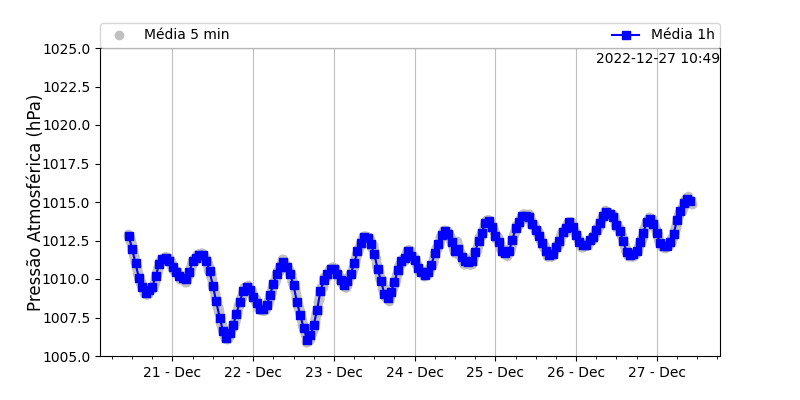 Média 5 min
Média 1h
2022-12-27 10:49
Pressão Atmosférica (hPa)
1025.0
1022.5
1020.0
1017.5
1015.0
1012.5
1010.0
1007.5
1005.0
21 - Dec
22 - Dec
23 - Dec
24 - Dec
25 - Dec
26 - Dec
27 - Dec